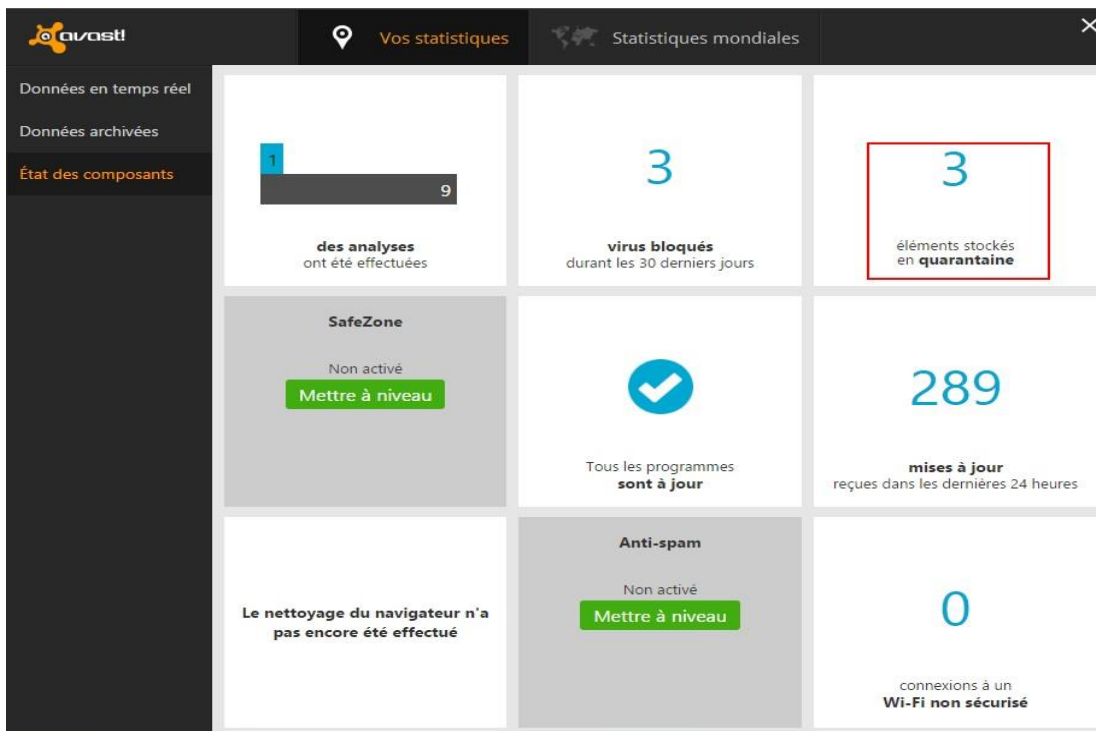 avast!
Vos statistiques
Statistiques mondiales
Données en temps réel
Données archivées
État des composants
1
9
des analyses
ont été effectuées
3
virus bloqués
durant les 30 derniers jours
3
éléments stockés
en quarantaine
SafeZone
Non activé
Mettre à niveau
Tous les programmes
sont à jour
289
mises à jour
reçues dans les dernières 24 heures
Le nettoyage du navigateur n'a
pas encore été effectué
Anti-spam
Non activé
Mettre à niveau
0
connexions à un
Wi-Fi non sécurisé